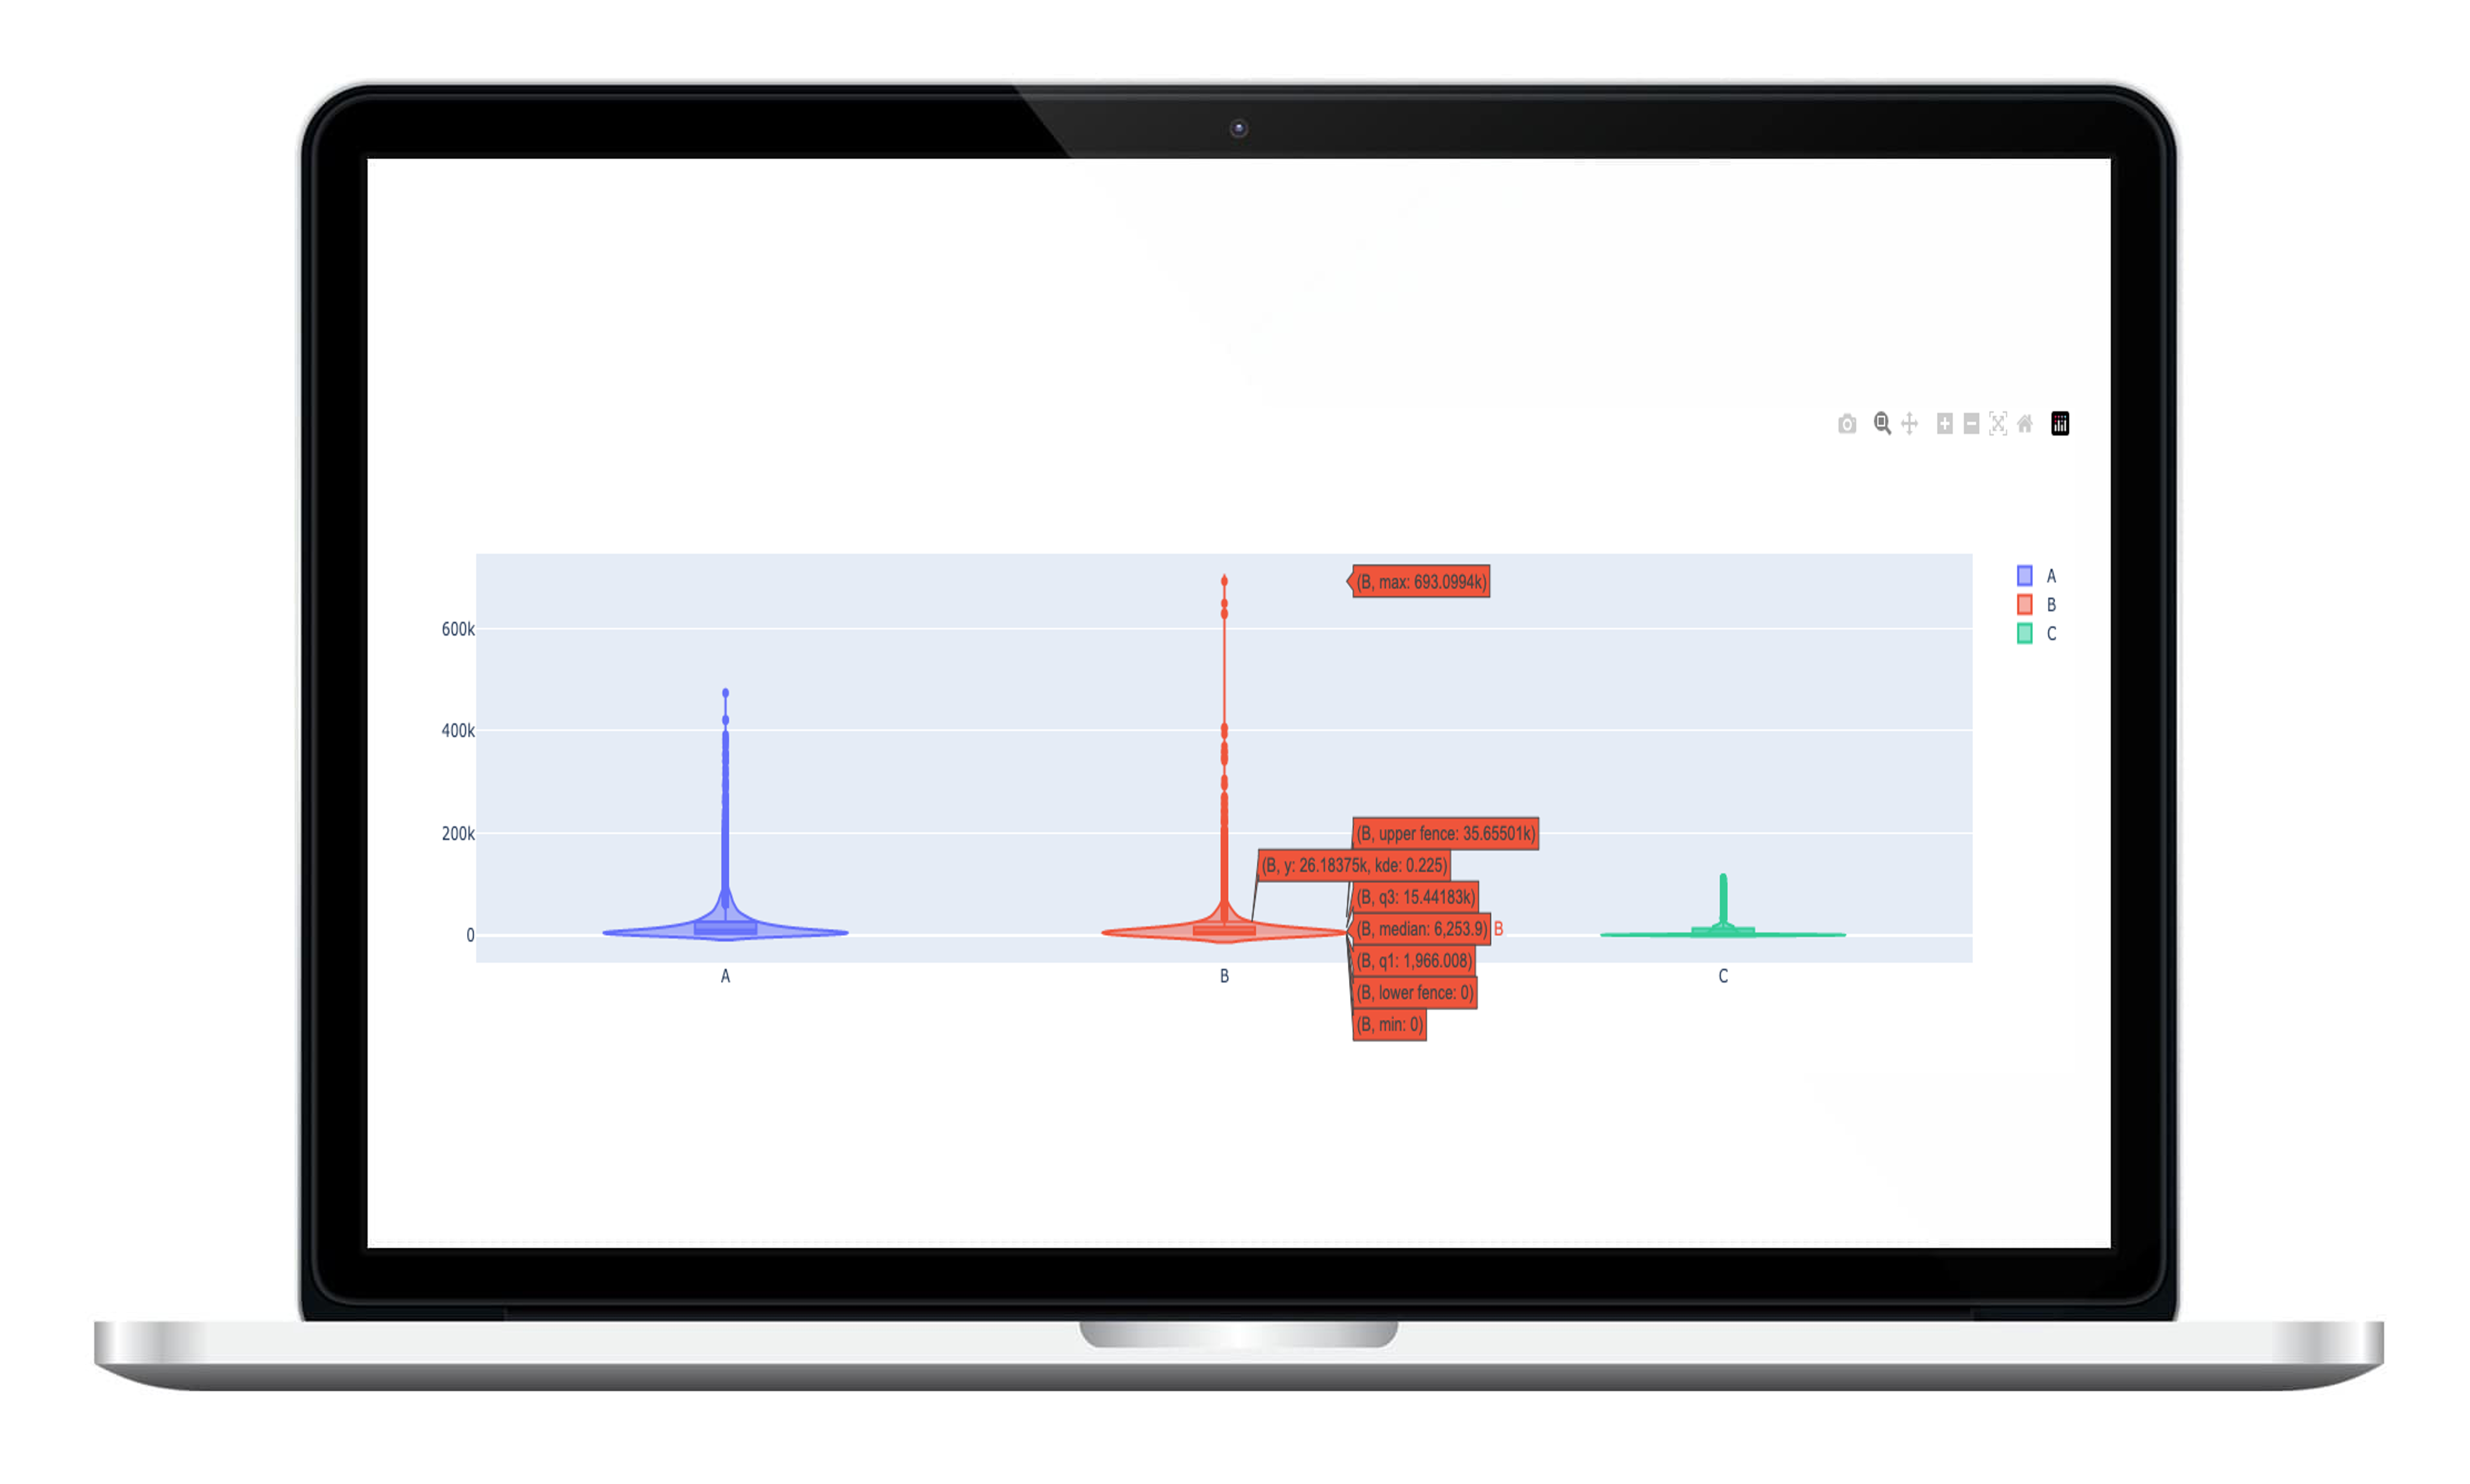 (B, max: 693.0994k)
A
B
C
600k
400k
200k
0
(B, upper fence: 35.65501k)
(B, y: 26.18375k, kde: 0.225)
(B, q3: 15.44183k)
(B, median: 6,253.9) B
(B, q1: 1,966.008)
(B, lower fence: 0)
(B, min: 0)
A
B
C